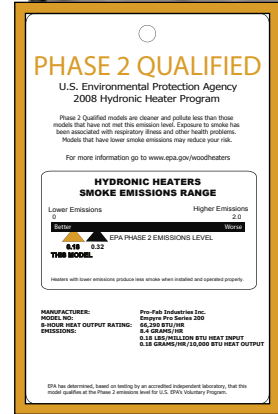 PHASE 2 QUALIFIED
U.S. Environmental Protection Agency
2008 Hydronic Heater Program
Phase 2 Qualified models are cleaner and pollute less than those
models that have not met this emission level. Exposure to smoke has
been associated with respiratory illness and other health problems.
Models that have lower smoke emissions may reduce your risk.
For more information go to www.epa.gov/woodheaters
HYDRONIC HEATERS
SMOKE EMISSIONS RANGE
Lower Emissions Higher Emissions
0 2.0
Better Worse
EPA PHASE 2 EMISSIONS LEVEL
0.18 0.32
THIS MODEL
Heaters with lower emissions produce less smoke when installed and operated properly.
MANUFACTURER: Pro-Fab Industries Inc.
MODEL NO: Empyre Pro Series 200
8-HOUR HEAT OUTPUT RATING: 66,290 BTU/HR
EMISSIONS: 8.4 GRAMS/HR
0.18 LBS/MILLION BTU HEAT INPUT
0.18 GRAMS/HR/10,000 BTU HEAT OUTPUT
EPA has determined, based on testing by an accredited independent laboratory, that this
model qualifies at the Phase 2 emissions level for U.S. EPA's Voluntary Program.